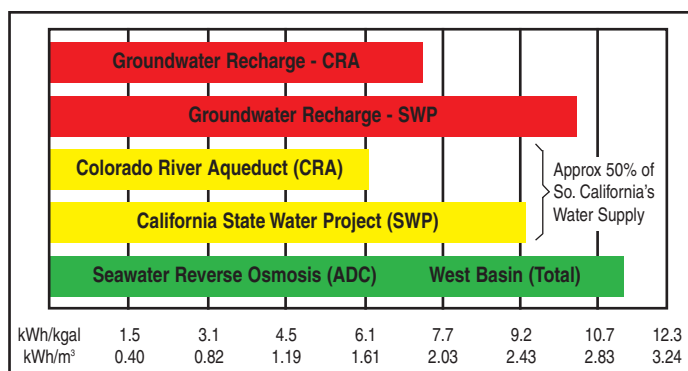 Groundwater Recharge - CRA
Groundwater Recharge - SWP
Colorado River Aqueduct (CRA)
California State Water Project (SWP)
Approx 50% of
So. California's
Water Supply
Seawater Reverse Osmosis (ADC) West Basin (Total)
kWh/kgal 1.5 3.1 4.5 6.1 7.7 9.2 10.7 12.3
kWh/m³ 0.40 0.82 1.19 1.61 2.03 2.43 2.83 3.24